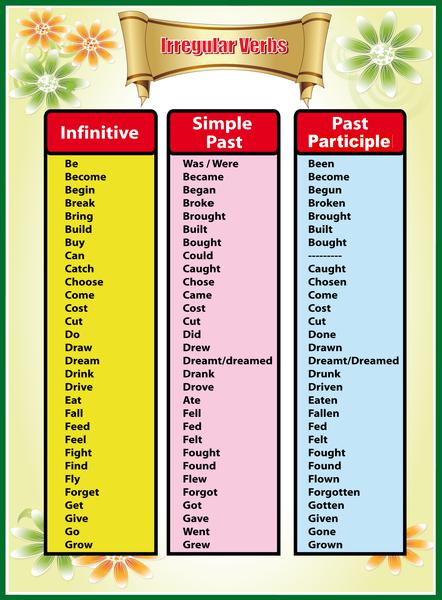 Irregular Verbs
Infinitive Simple Past Past Participle
Be Was / Were Been
Become Became Become
Begin Began Begun
Break Broke Broken
Bring Brought Brought
Build Built Built
Buy Bought Bought
Can Could ---------
Catch Caught Caught
Choose Chose Chosen
Come Came Come
Cost Cost Cost
Cut Cut Cut
Do Did Done
Draw Drew Drawn
Dream Dreamt/dreamed Dreamt/Dreamed
Drink Drank Drunk
Drive Drove Driven
Eat Ate Eaten
Fall Fell Fallen
Feed Fed Fed
Feel Felt Felt
Fight Fought Fought
Find Found Found
Fly Flew Flown
Forget Forgot Forgotten
Get Got Gotten
Give Gave Given
Go Went Gone
Grow Grew Grown